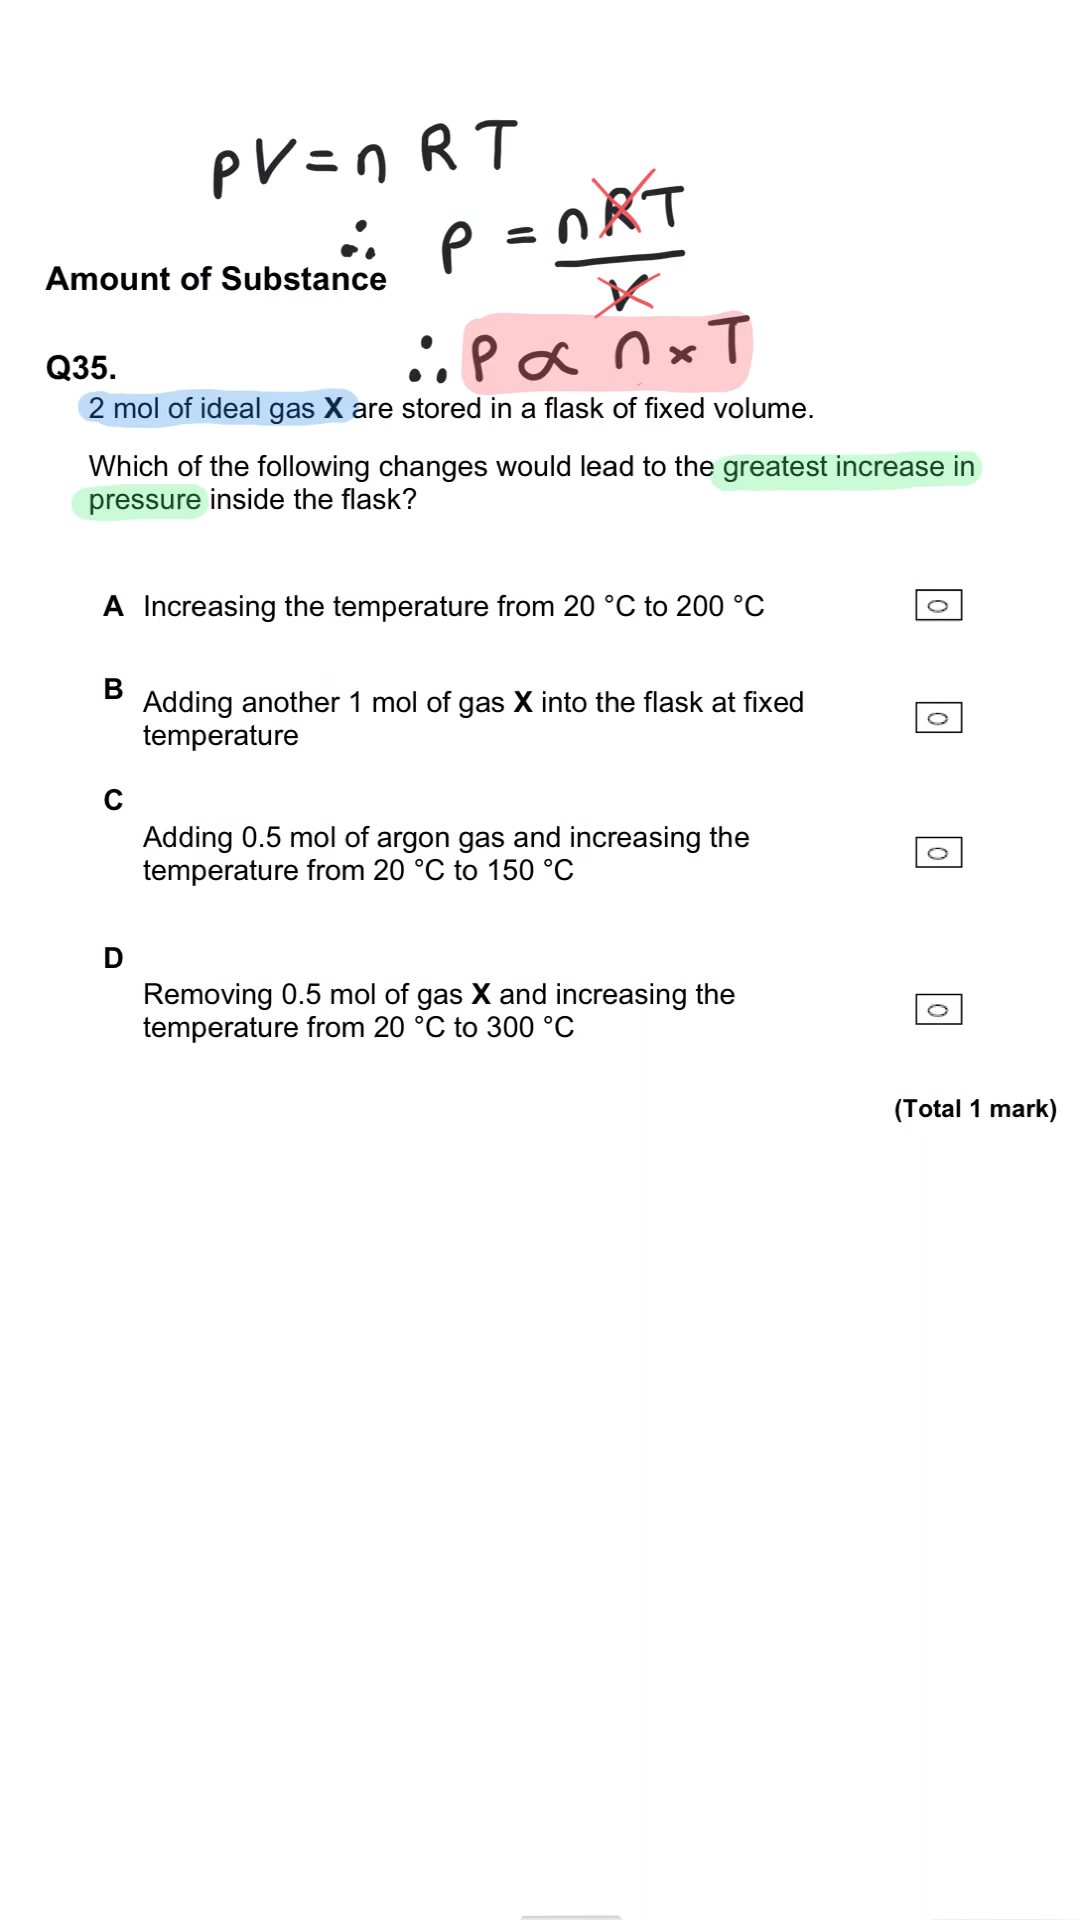 pV = n R T
∴ p = nRT
V
Amount of Substance
∴ p ∝ n × T
Q35.
2 mol of ideal gas X are stored in a flask of fixed volume.
Which of the following changes would lead to the greatest increase in
pressure inside the flask?
A Increasing the temperature from 20 °C to 200 °C
B Adding another 1 mol of gas X into the flask at fixed
temperature
C
Adding 0.5 mol of argon gas and increasing the
temperature from 20 °C to 150 °C
D
Removing 0.5 mol of gas X and increasing the
temperature from 20 °C to 300 °C
(Total 1 mark)